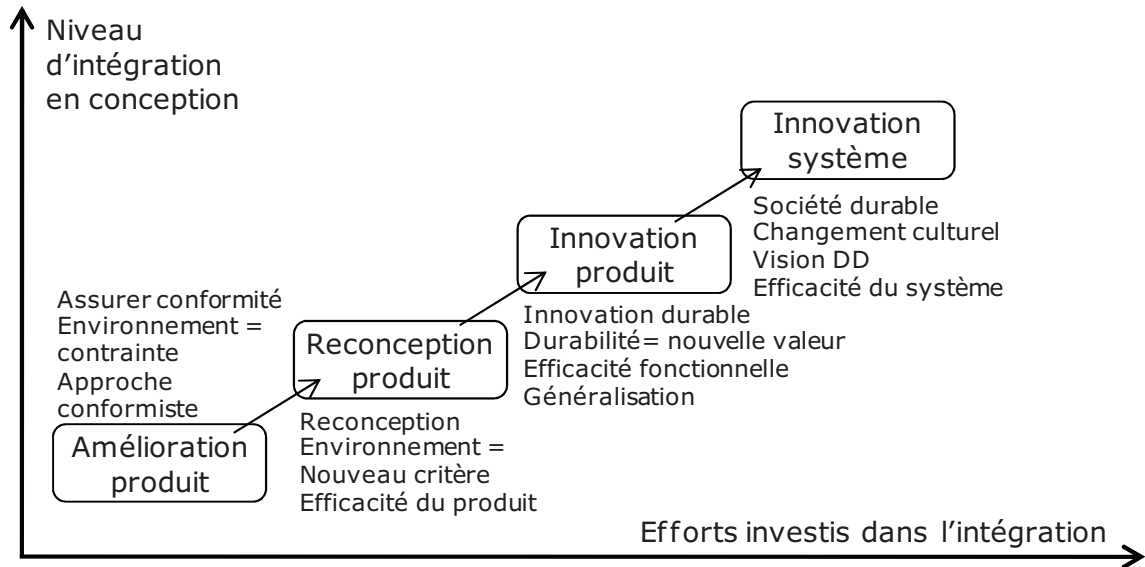 Niveau
d'intégration
en conception
Innovation
système
Société durable
Changement culturel
Vision DD
Efficacité du système
Innovation
produit
Innovation durable
Durabilité= nouvelle valeur
Efficacité fonctionnelle
Généralisation
Assurer conformité
Environnement =
contrainte
Approche
conformiste
Reconception
produit
Reconception
Environnement =
Nouveau critère
Efficacité du produit
Amélioration
produit
Efforts investis dans l'intégration